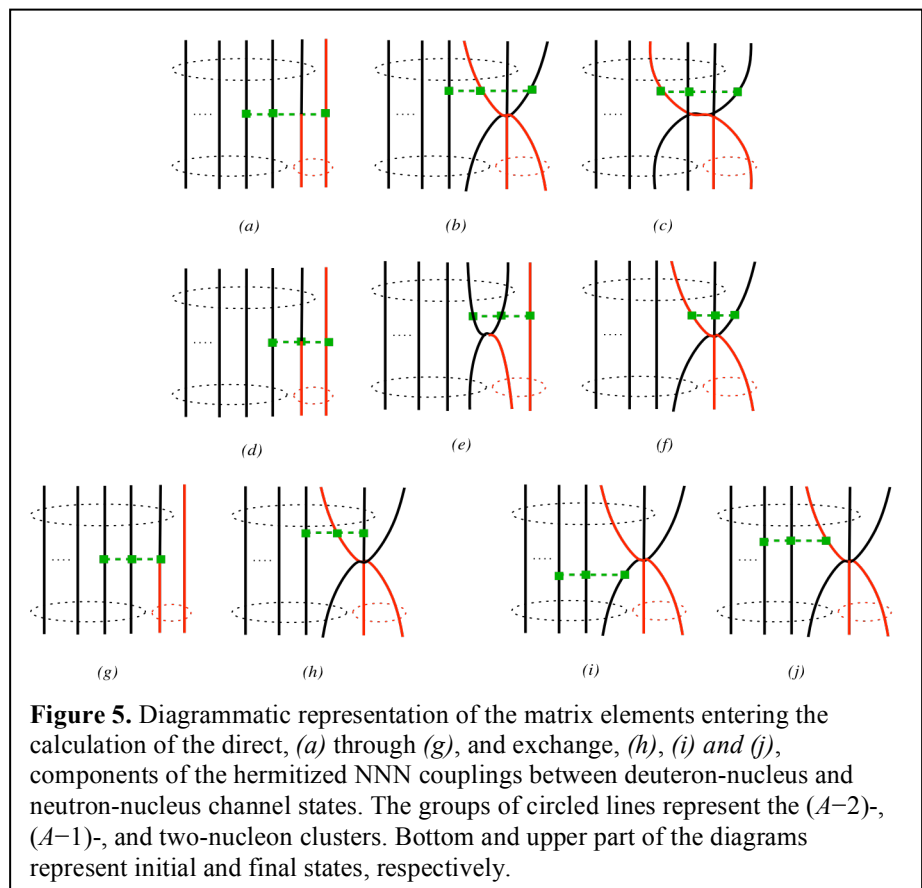 ....
....
....
(a)
(b)
(c)
....
....
....
(d)
(e)
(f)
....
....
....
....
(g)
(h)
(i)
(j)
Figure 5. Diagrammatic representation of the matrix elements entering the
calculation of the direct, (a) through (g), and exchange, (h), (i) and (j),
components of the hermitized NNN couplings between deuteron-nucleus and
neutron-nucleus channel states. The groups of circled lines represent the (A−2)-,
(A−1)-, and two-nucleon clusters. Bottom and upper part of the diagrams
represent initial and final states, respectively.